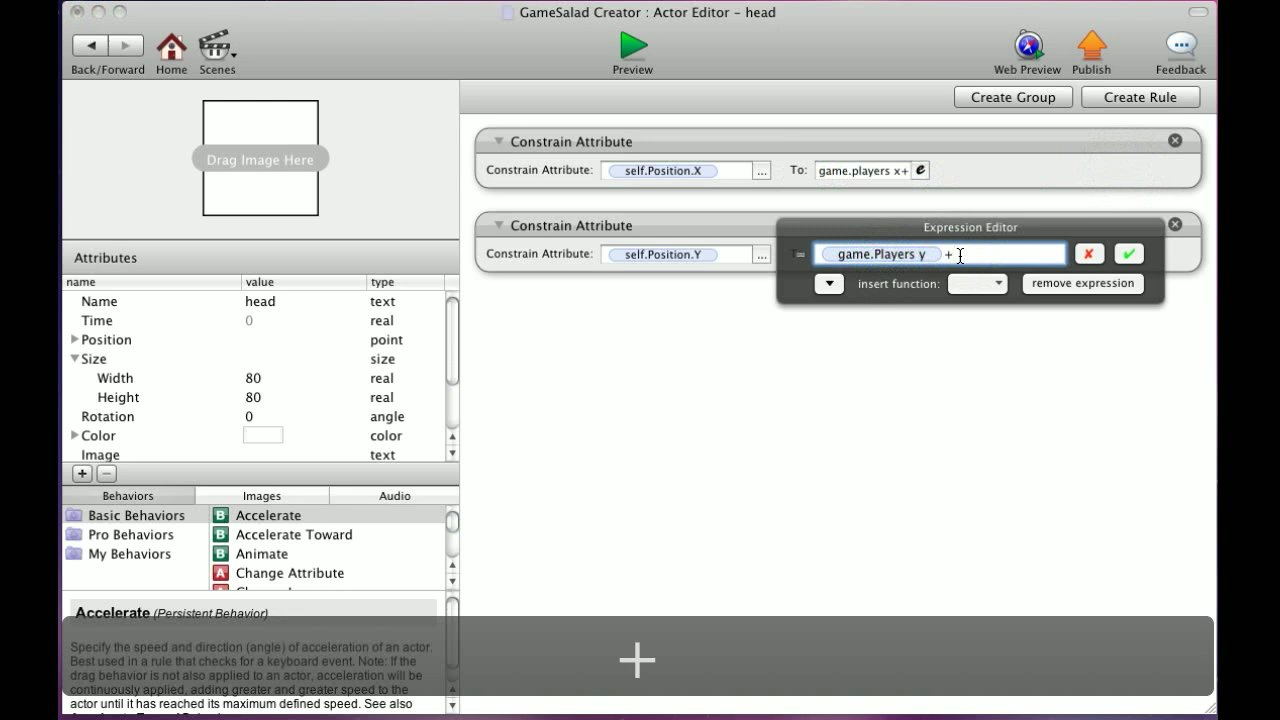 GameSalad Creator : Actor Editor – head
Back/Forward
Home
Scenes
Preview
Web Preview
Publish
Feedback
Create Group
Create Rule
Drag Image Here
Constrain Attribute
Constrain Attribute:
self.Position.X
...
To:
game.players x+
e
Constrain Attribute
Constrain Attribute:
self.Position.Y
...
Expression Editor
=
game.Players y +
insert function:
remove expression
Attributes
name value type
Name head text
Time 0 real
Position point
Size size
Width 80 real
Height 80 real
Rotation 0 angle
Color color
Image text
+ −
Behaviors Images Audio
Basic Behaviors
Pro Behaviors
My Behaviors
B Accelerate
B Accelerate Toward
B Animate
A Change Attribute
Accelerate (Persistent Behavior)
Specify the speed and direction (angle) of acceleration of an actor.
Best used in a rule that checks for a keyboard event. Note: If the
drag behavior is not also applied to an actor, acceleration will be
continuously applied, adding greater and greater speed to the
actor until it has reached its maximum defined speed. See also
+